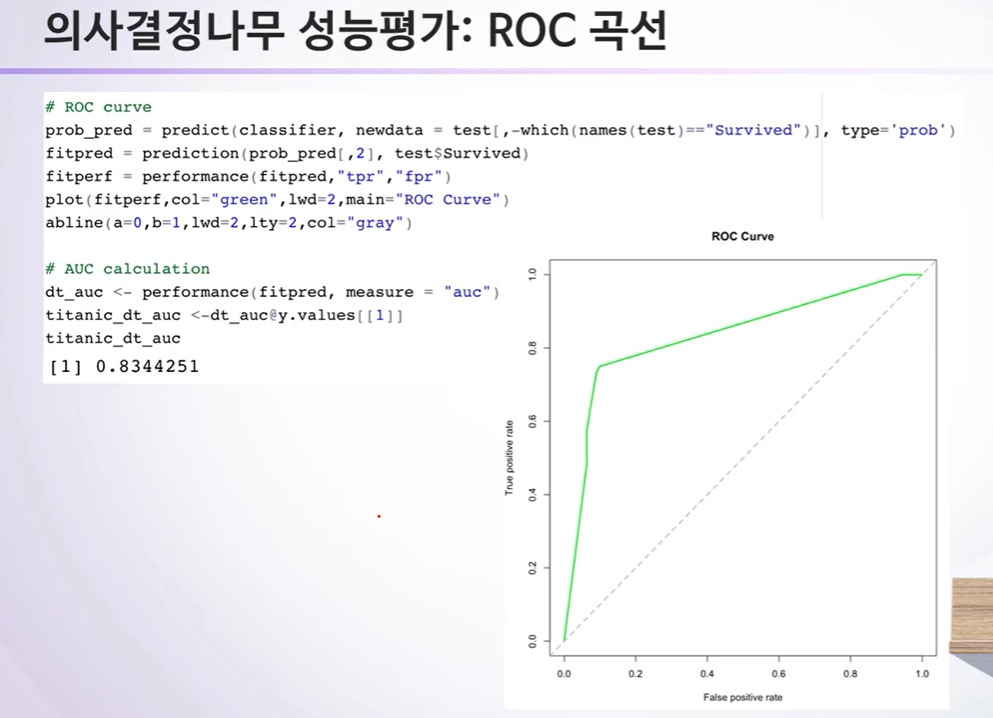 의사결정나무 성능평가: ROC 곡선
# ROC curve
prob_pred = predict(classifier, newdata = test[,-which(names(test)=="Survived")], type='prob')
fitpred = prediction(prob_pred[,2], test$Survived)
fitperf = performance(fitpred,"tpr","fpr")
plot(fitperf,col="green",lwd=2,main="ROC Curve")
abline(a=0,b=1,lwd=2,lty=2,col="gray")
# AUC calculation
dt_auc <- performance(fitpred, measure = "auc")
titanic_dt_auc <-dt_auc@y.values[[1]]
titanic_dt_auc
[1] 0.8344251
ROC Curve
1.0
0.8
0.6
0.4
0.2
0.0
True positive rate
0.0 0.2 0.4 0.6 0.8 1.0
False positive rate